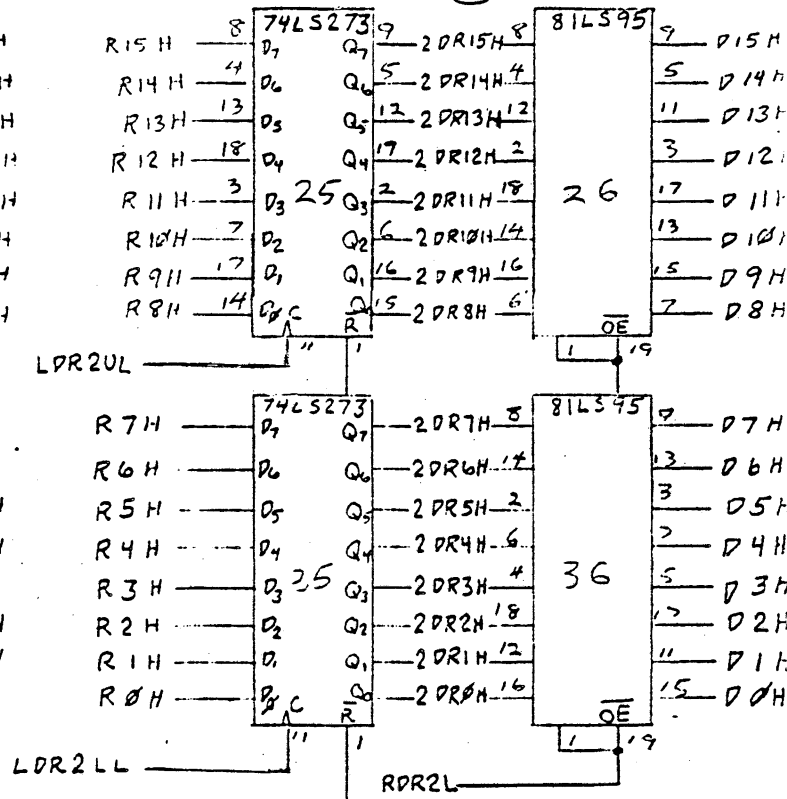 74LS273 81LS95
R15H 8 D7 Q7 9 2DR15H 8 9 D15H
R14H 4 D6 Q6 5 2DR14H 4 5 D14H
R13H 13 D5 Q5 12 2DR13H 12 11 D13H
R12H 18 D4 Q4 19 2DR12H 2 3 D12
R11H 3 D3 25 Q3 2 2DR11H 18 26 17 D11H
R10H 7 D2 Q2 6 2DR10H 14 13 D10H
R9H 17 D1 Q1 16 2DR9H 16 15 D9H
R8H 14 D0 15 2DR8H 6 7 D8H
C R OE
11 1 1 19
LDR2UL
74LS273 81LS95
R7H D7 Q7 2DR7H 8 D7H
R6H D6 Q6 2DR6H 14 13 D6H
R5H D5 Q5 2DR5H 2 3 D5H
R4H D4 Q4 2DR4H 6 D4H
R3H D3 25 Q3 2DR3H 4 36 5 D3H
R2H D2 Q2 2DR2H 18 17 D2H
R1H D1 Q1 2DR1H 12 11 D1H
R0H D0 Q0 2DR0H 16 15 D0H
C R OE
11 1 1 19
LDR2LL
RDR2L